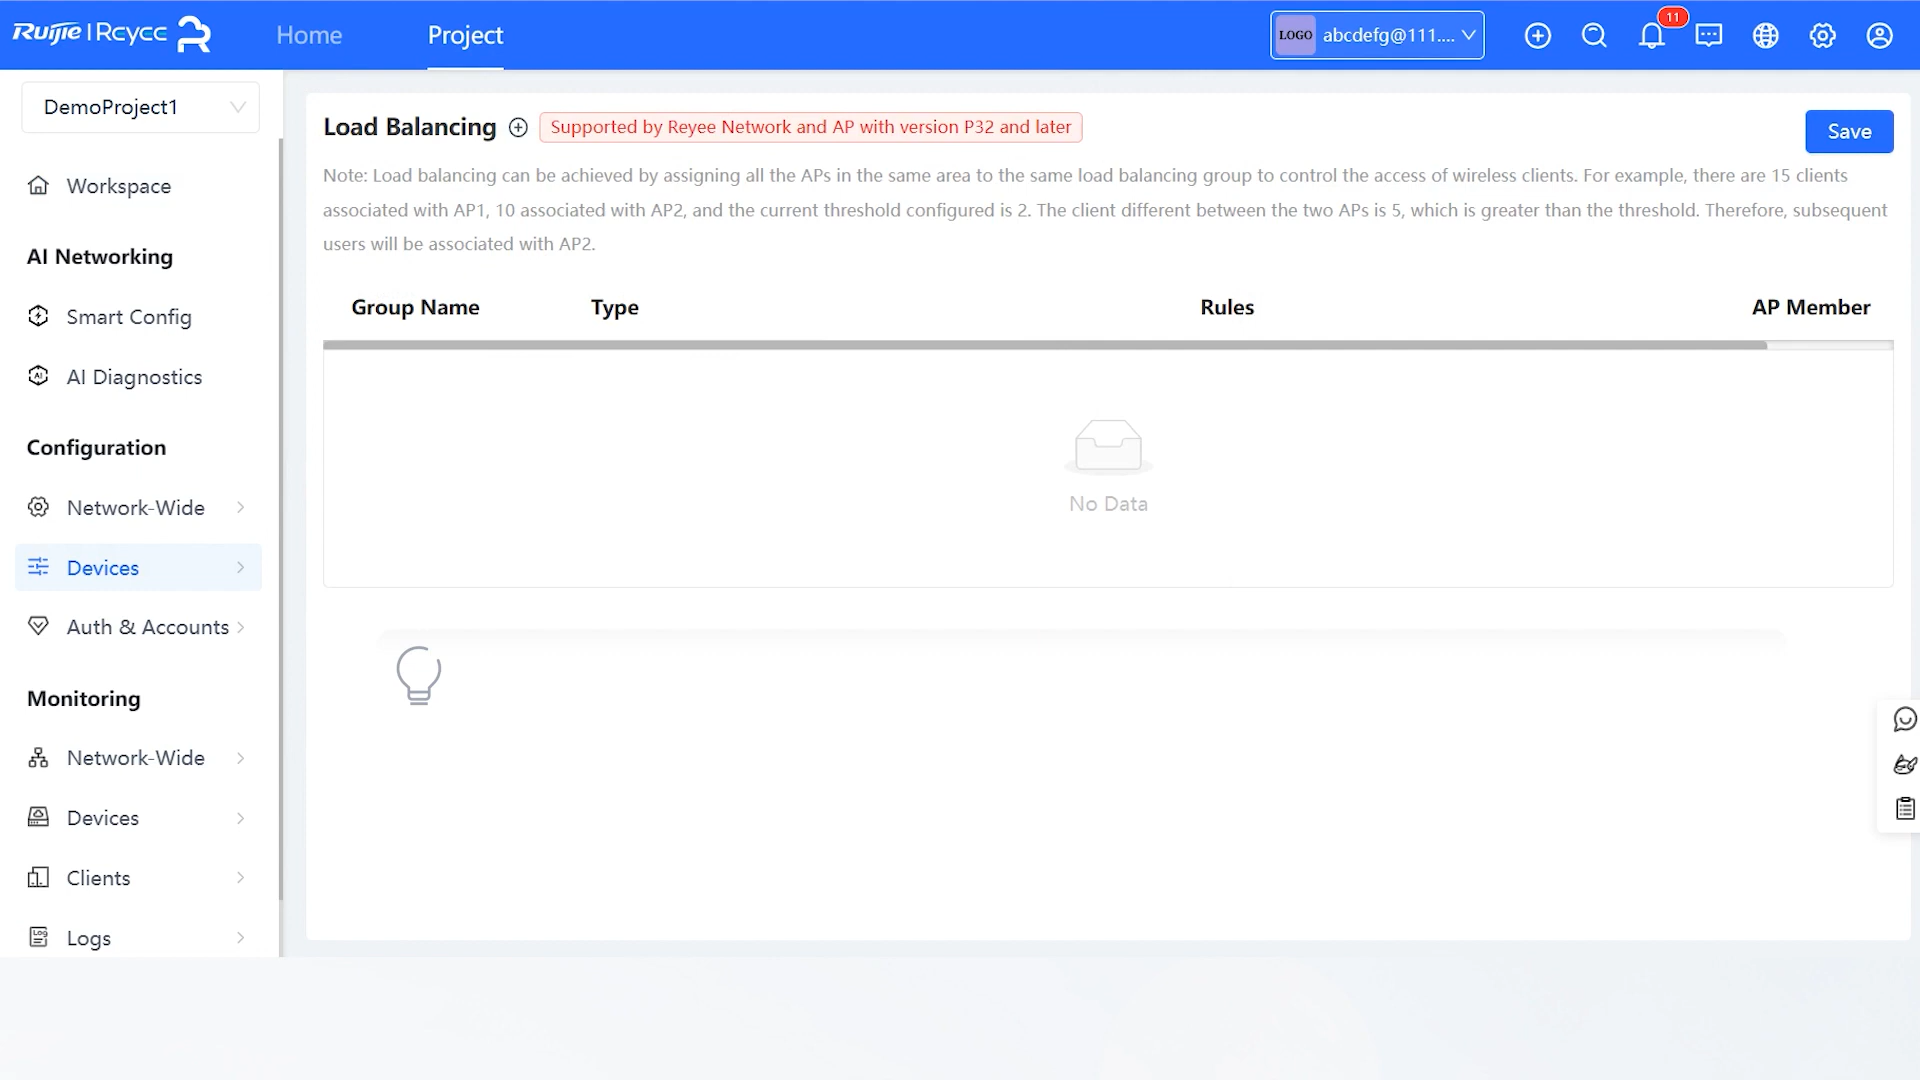 Ruijie | Reyee
Home
Project
LOGO abcdefg@111....
11
DemoProject1
Workspace
AI Networking
Smart Config
AI Diagnostics
Configuration
Network-Wide
Devices
Auth & Accounts
Monitoring
Network-Wide
Devices
Clients
Logs
Load Balancing
Supported by Reyee Network and AP with version P32 and later
Save
Note: Load balancing can be achieved by assigning all the APs in the same area to the same load balancing group to control the access of wireless clients. For example, there are 15 clients
associated with AP1, 10 associated with AP2, and the current threshold configured is 2. The client different between the two APs is 5, which is greater than the threshold. Therefore, subsequent
users will be associated with AP2.
Group Name Type Rules AP Member
No Data